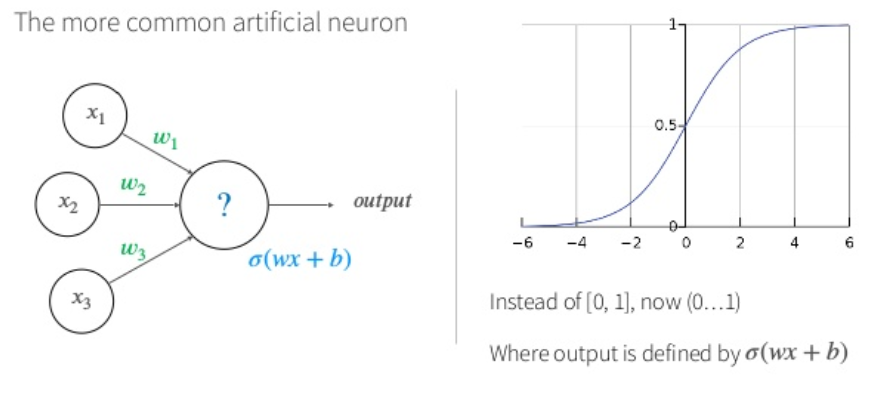 The more common artificial neuron
x₁
w₁
x₂
w₂
?
output
w₃
σ(wx + b)
x₃
1
0.5
0
-6 -4 -2 0 2 4 6
Instead of [0, 1], now (0…1)
Where output is defined by σ(wx + b)